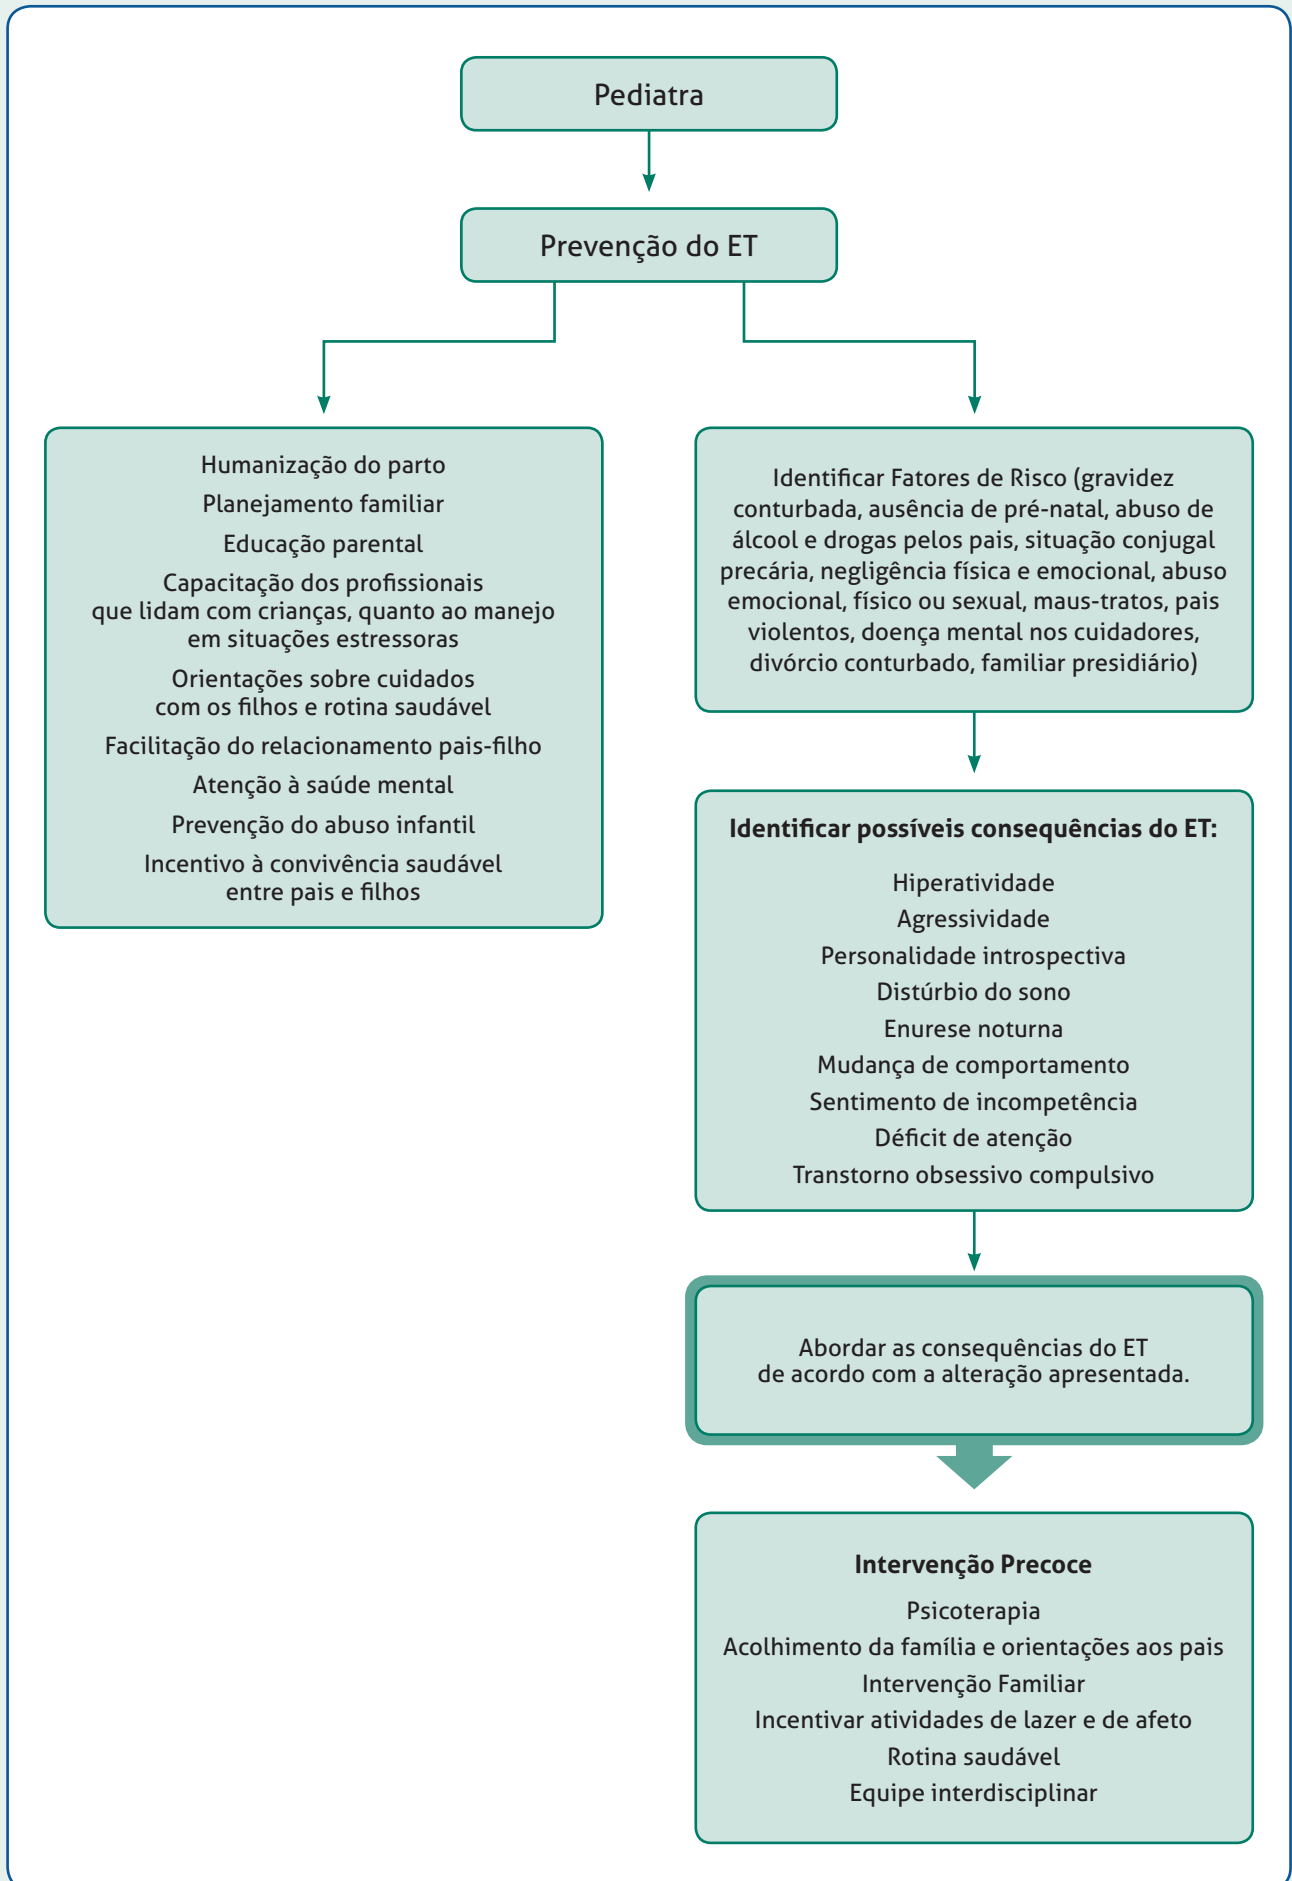 Pediatra
Prevenção do ET
Humanização do parto
Planejamento familiar
Educação parental
Capacitação dos profissionais
que lidam com crianças, quanto ao manejo
em situações estressoras
Orientações sobre cuidados
com os filhos e rotina saudável
Facilitação do relacionamento pais-filho
Atenção à saúde mental
Prevenção do abuso infantil
Incentivo à convivência saudável
entre pais e filhos
Identificar Fatores de Risco (gravidez
conturbada, ausência de pré-natal, abuso de
álcool e drogas pelos pais, situação conjugal
precária, negligência física e emocional, abuso
emocional, físico ou sexual, maus-tratos, pais
violentos, doença mental nos cuidadores,
divórcio conturbado, familiar presidiário)
Identificar possíveis consequências do ET:
Hiperatividade
Agressividade
Personalidade introspectiva
Distúrbio do sono
Enurese noturna
Mudança de comportamento
Sentimento de incompetência
Déficit de atenção
Transtorno obsessivo compulsivo
Abordar as consequências do ET
de acordo com a alteração apresentada.
Intervenção Precoce
Psicoterapia
Acolhimento da família e orientações aos pais
Intervenção Familiar
Incentivar atividades de lazer e de afeto
Rotina saudável
Equipe interdisciplinar